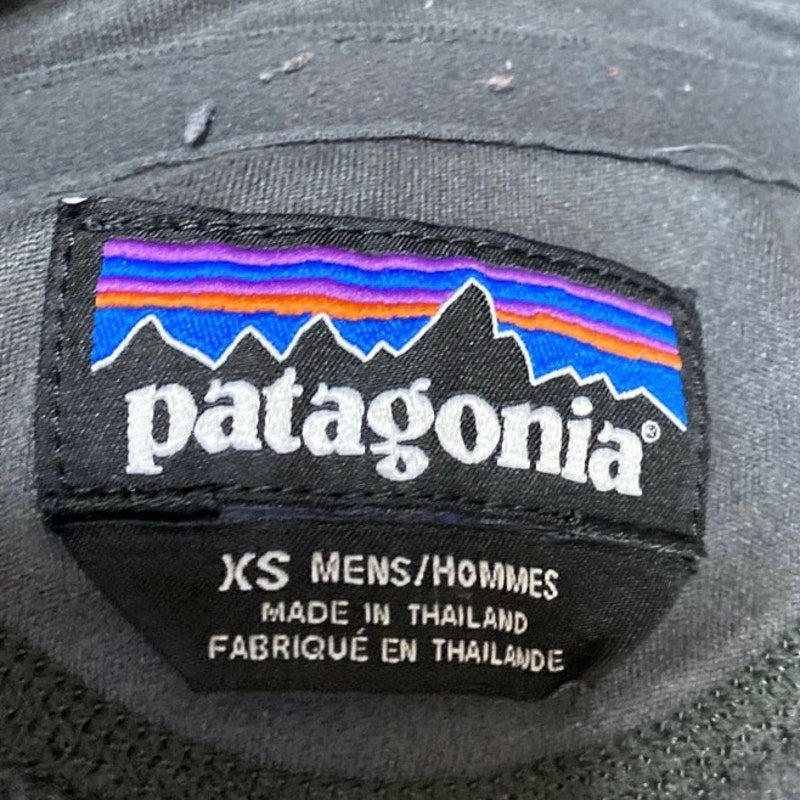 patagonia®
XS MENS/HOMMES
MADE IN THAILAND
FABRIQUÉ EN THAILANDE